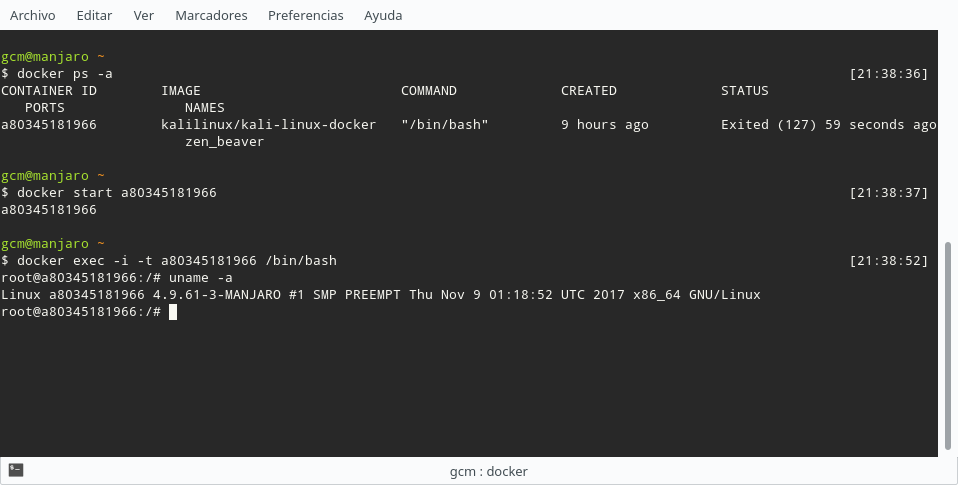 Archivo Editar Ver Marcadores Preferencias Ayuda
gcm@manjaro ~
$ docker ps -a [21:38:36]
CONTAINER ID IMAGE COMMAND CREATED STATUS
PORTS NAMES
a80345181966 kalilinux/kali-linux-docker "/bin/bash" 9 hours ago Exited (127) 59 seconds ago
zen_beaver
gcm@manjaro ~
$ docker start a80345181966 [21:38:37]
a80345181966
gcm@manjaro ~
$ docker exec -i -t a80345181966 /bin/bash [21:38:52]
root@a80345181966:/# uname -a
Linux a80345181966 4.9.61-3-MANJARO #1 SMP PREEMPT Thu Nov 9 01:18:52 UTC 2017 x86_64 GNU/Linux
root@a80345181966:/#
gcm : docker